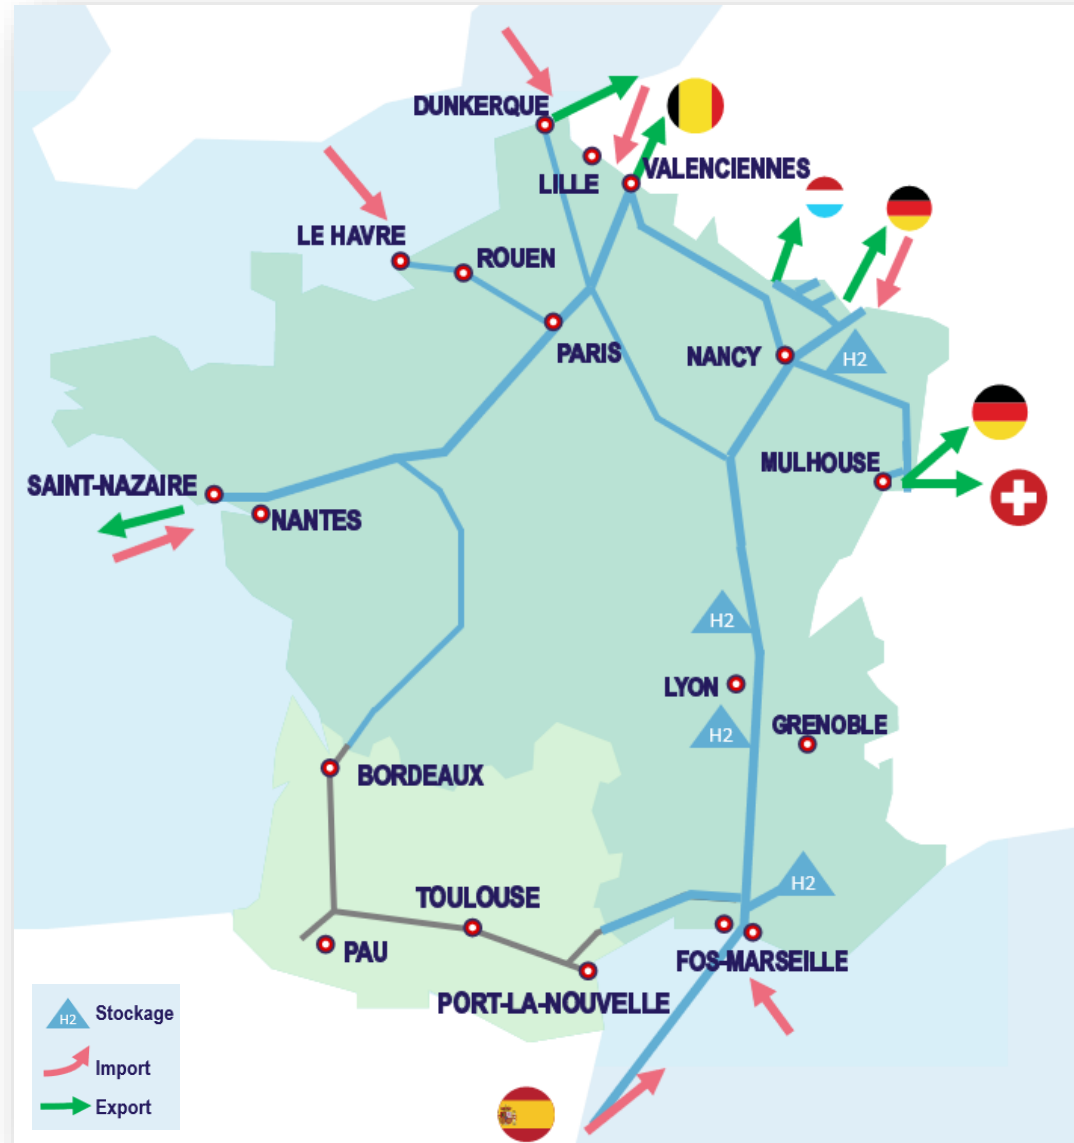 DUNKERQUE
LILLE
VALENCIENNES
LE HAVRE
ROUEN
PARIS
NANCY
H2
MULHOUSE
SAINT-NAZAIRE
NANTES
H2
LYON
H2
GRENOBLE
BORDEAUX
H2
TOULOUSE
PAU
FOS-MARSEILLE
PORT-LA-NOUVELLE
H2 Stockage
Import
Export